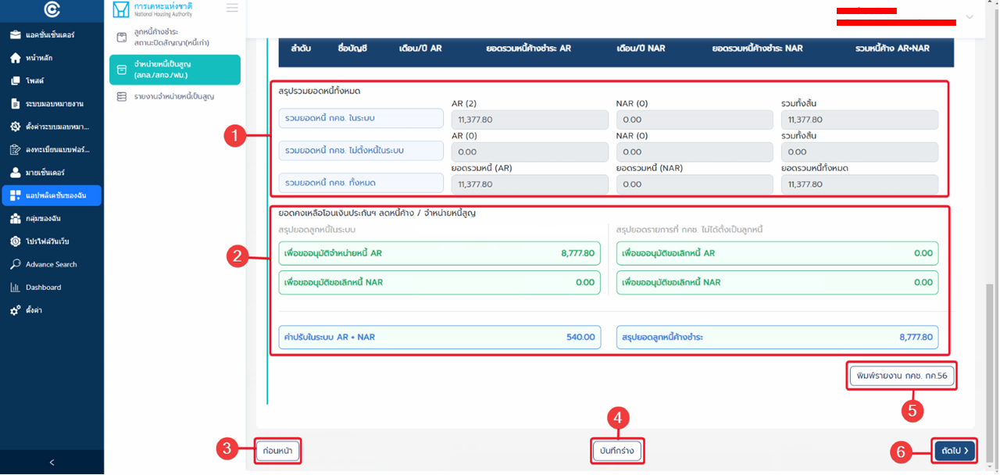 การเคหะแห่งชาติ
National Housing Authority
แอคชั่นเซ็นเตอร์
หน้าหลัก
โพสต์
ระบบมอบหมายงาน
ตั้งค่าระบบมอบหมา...
ลงทะเบียนแบบฟอร์...
มายเซ็นเตอร์
แอปพลิเคชันของฉัน
กลุ่มของฉัน
โปรไฟล์วันเว็บ
Advance Search
Dashboard
ตั้งค่า
ลูกหนี้ค้างชำระ
สถานะปิดสัญญา(หนี้เก่า)
จำหน่ายหนี้เป็นสูญ
(สคล./สคจ./ฟม.)
รายงานจำหน่ายหนี้เป็นสูญ
ลำดับ ชื่อบัญชี เดือน/ปี AR ยอดรวมหนี้ค้างชำระ AR เดือน/ปี NAR ยอดรวมหนี้ค้างชำระ NAR รวมหนี้ค้าง AR+NAR
1
สรุปรวมยอดหนี้ทั้งหมด
AR (2) NAR (0) รวมทั้งสิ้น
รวมยอดหนี้ กคช. ในระบบ 11,377.80 0.00 11,377.80
AR (0) NAR (0) รวมทั้งสิ้น
รวมยอดหนี้ กคช. ไม่ตั้งหนี้ในระบบ 0.00 0.00 0.00
ยอดรวมหนี้ (AR) ยอดรวมหนี้ (NAR) ยอดรวมหนี้ทั้งหมด
รวมยอดหนี้ กคช. ทั้งหมด 11,377.80 0.00 11,377.80
2
ยอดคงเหลือโอนเงินประกันฯ ลดหนี้ค้าง / จำหน่ายหนี้สูญ
สรุปยอดลูกหนี้ในระบบ สรุปยอดรายการที่ กคช. ไม่ได้ตั้งเป็นลูกหนี้
เพื่อขออนุมัติจำหน่ายหนี้ AR 8,777.80 เพื่อขออนุมัติขอเลิกหนี้ AR 0.00
เพื่อขออนุมัติขอเลิกหนี้ NAR 0.00 เพื่อขออนุมัติขอเลิกหนี้ NAR 0.00
ค่าปรับในระบบ AR + NAR 540.00 สรุปยอดลูกหนี้ค้างชำระ 8,777.80
พิมพ์รายงาน กคช. กค.56
5
4
3 ก่อนหน้า บันทึกร่าง 6 ถัดไป ❯